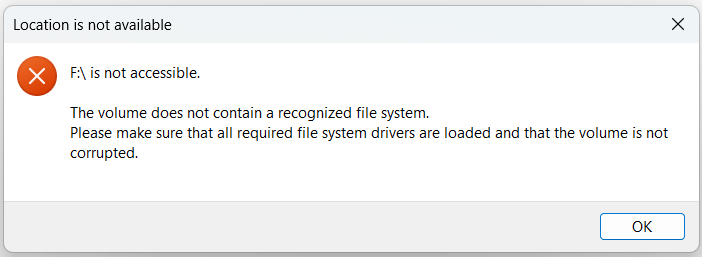 Location is not available
F:\ is not accessible.
The volume does not contain a recognized file system.
Please make sure that all required file system drivers are loaded and that the volume is not
corrupted.
OK